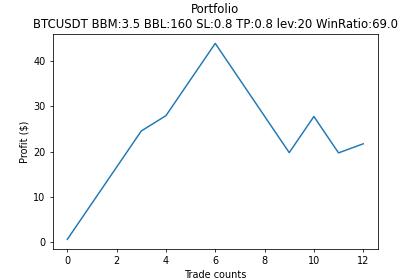 Portfolio
BTCUSDT BBM:3.5 BBL:160 SL:0.8 TP:0.8 lev:20 WinRatio:69.0
40
30
20
10
0
Profit ($)
0 2 4 6 8 10 12
Trade counts